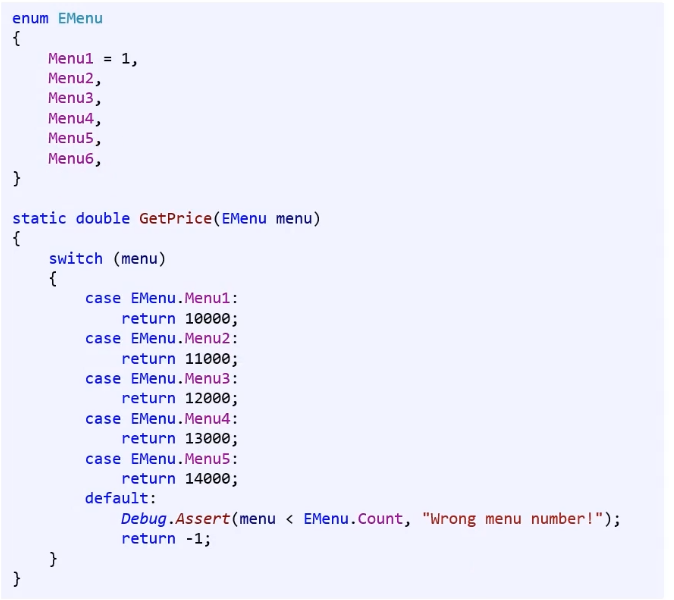 enum EMenu
{
    Menu1 = 1,
    Menu2,
    Menu3,
    Menu4,
    Menu5,
    Menu6,
}

static double GetPrice(EMenu menu)
{
    switch (menu)
    {
        case EMenu.Menu1:
            return 10000;
        case EMenu.Menu2:
            return 11000;
        case EMenu.Menu3:
            return 12000;
        case EMenu.Menu4:
            return 13000;
        case EMenu.Menu5:
            return 14000;
        default:
            Debug.Assert(menu < EMenu.Count, "Wrong menu number!");
            return -1;
    }
}